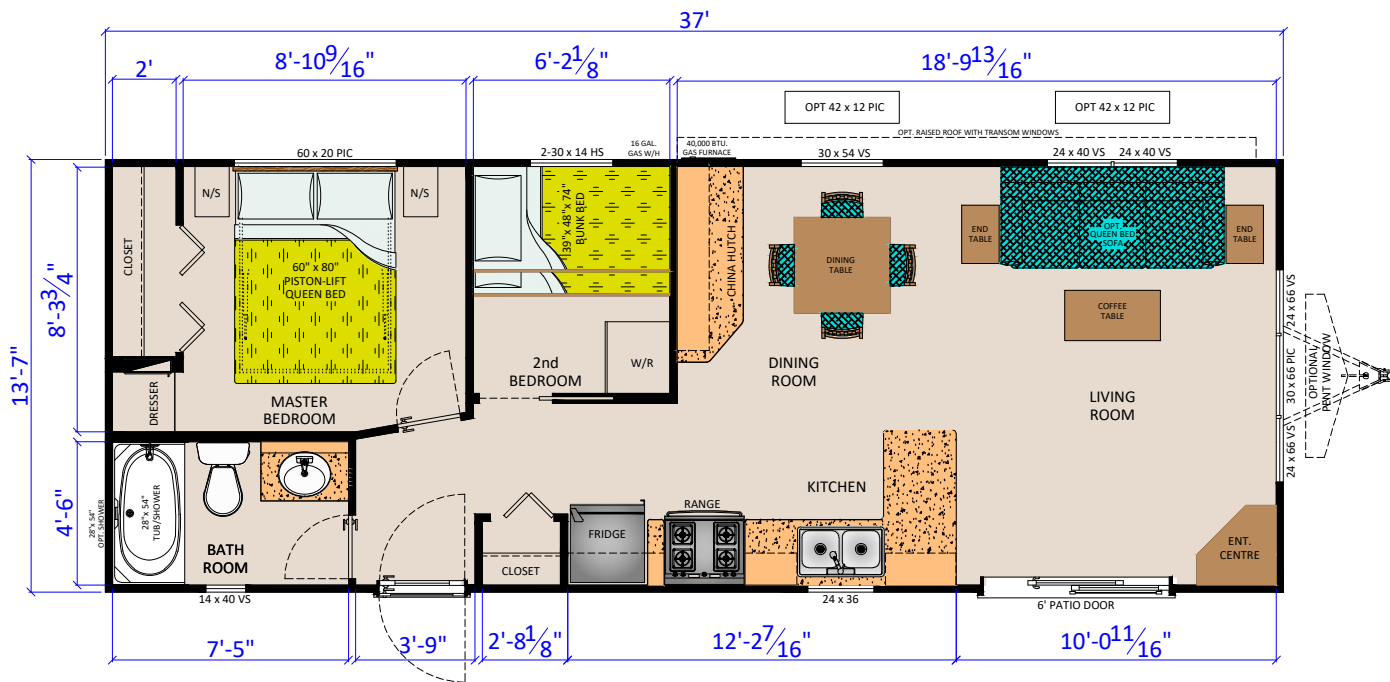 37'
2'
8'-10 9/16"
6'-2 1/8"
18'-9 13/16"
OPT 42 x 12 PIC
OPT 42 x 12 PIC
OPT. RAISED ROOF WITH TRANSOM WINDOWS
60 x 20 PIC
2-30 x 14 HS
16 GAL.
GAS W/H
40,000 BTU.
GAS FURNACE
30 x 54 VS
24 x 40 VS
24 x 40 VS
13'-7"
8'-3 3/4"
4'-6"
CLOSET
N/S
N/S
60" x 80"
PISTON-LIFT
QUEEN BED
DRESSER
MASTER
BEDROOM
39" x 48" x 74"
BUNK BED
2nd
BEDROOM
W/R
CHINA HUTCH
DINING
TABLE
DINING
ROOM
END
TABLE
OPT.
QUEEN BED
SOFA
END
TABLE
COFFEE
TABLE
LIVING
ROOM
24 x 66 VS
30 x 66 PIC
24 x 66 VS
OPTIONAL
PENT WINDOW
28"x 54"
OPT. SHOWER
28"x 54"
TUB/SHOWER
BATH
ROOM
CLOSET
FRIDGE
RANGE
KITCHEN
ENT.
CENTRE
14 x 40 VS
24 x 36
6' PATIO DOOR
7'-5"
3'-9"
2'-8 1/8"
12'-2 7/16"
10'-0 11/16"